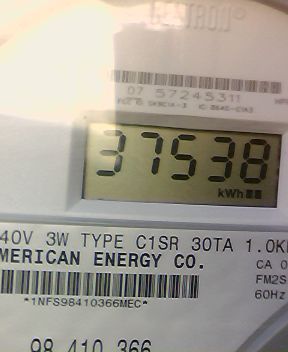 07 57245311
37538
kWh
40V 3W TYPE C1SR 30TA 1.0K
MERICAN ENERGY CO.
CA 0
*1NFS98410366MEC*
FM2S
60Hz
98 410 366